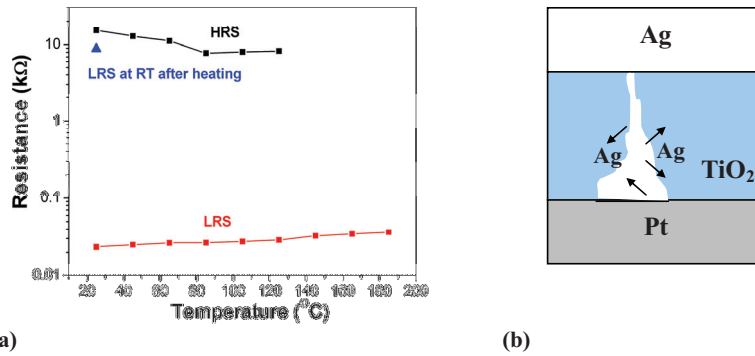 HRS
LRS at RT after heating
LRS
Resistance (kΩ)
10
1
0.1
0.01
20 40 60 80 100 120 140 160 180 200
Temperature (°C)
a)
Ag
Ag
Ag
TiO2
Pt
(b)